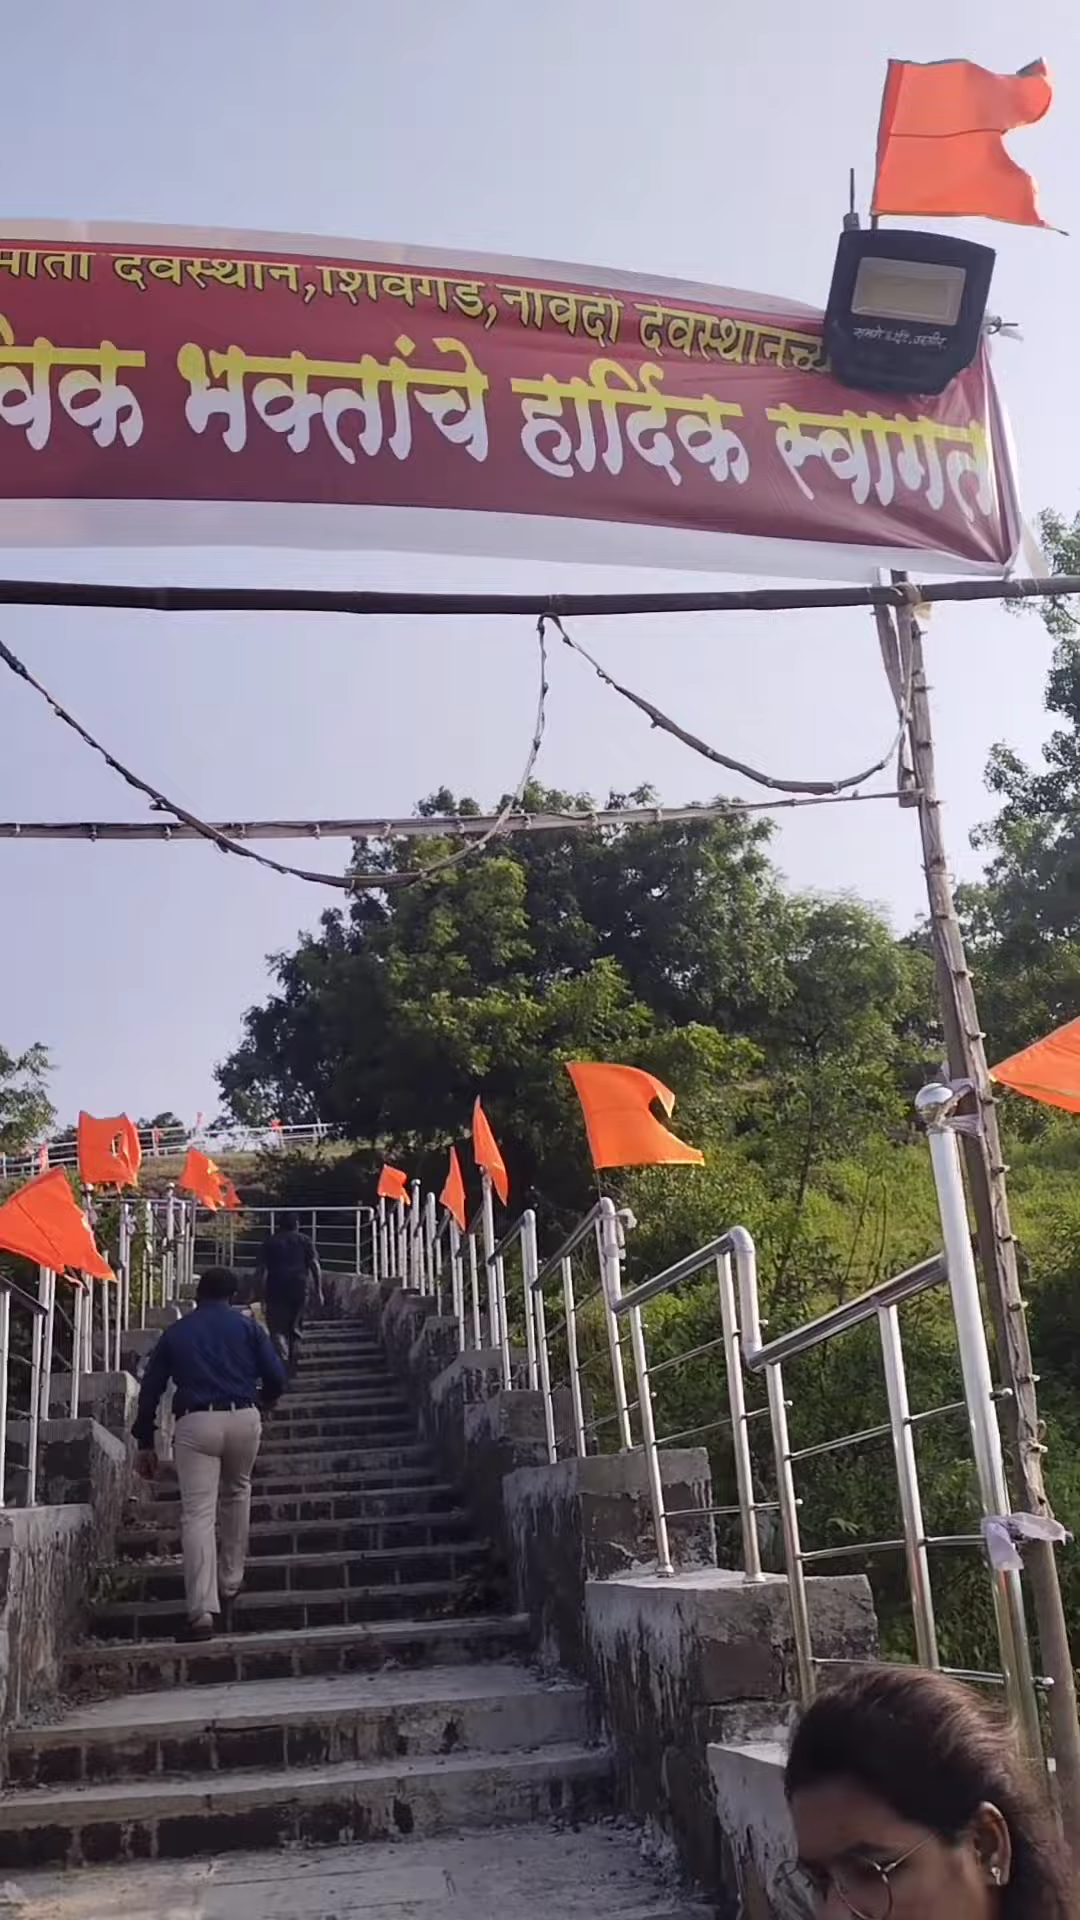 माता देवस्थान, शिवगड, नावदी देवस्थानच्य
विक भक्तांचे हार्दिक स्वागत